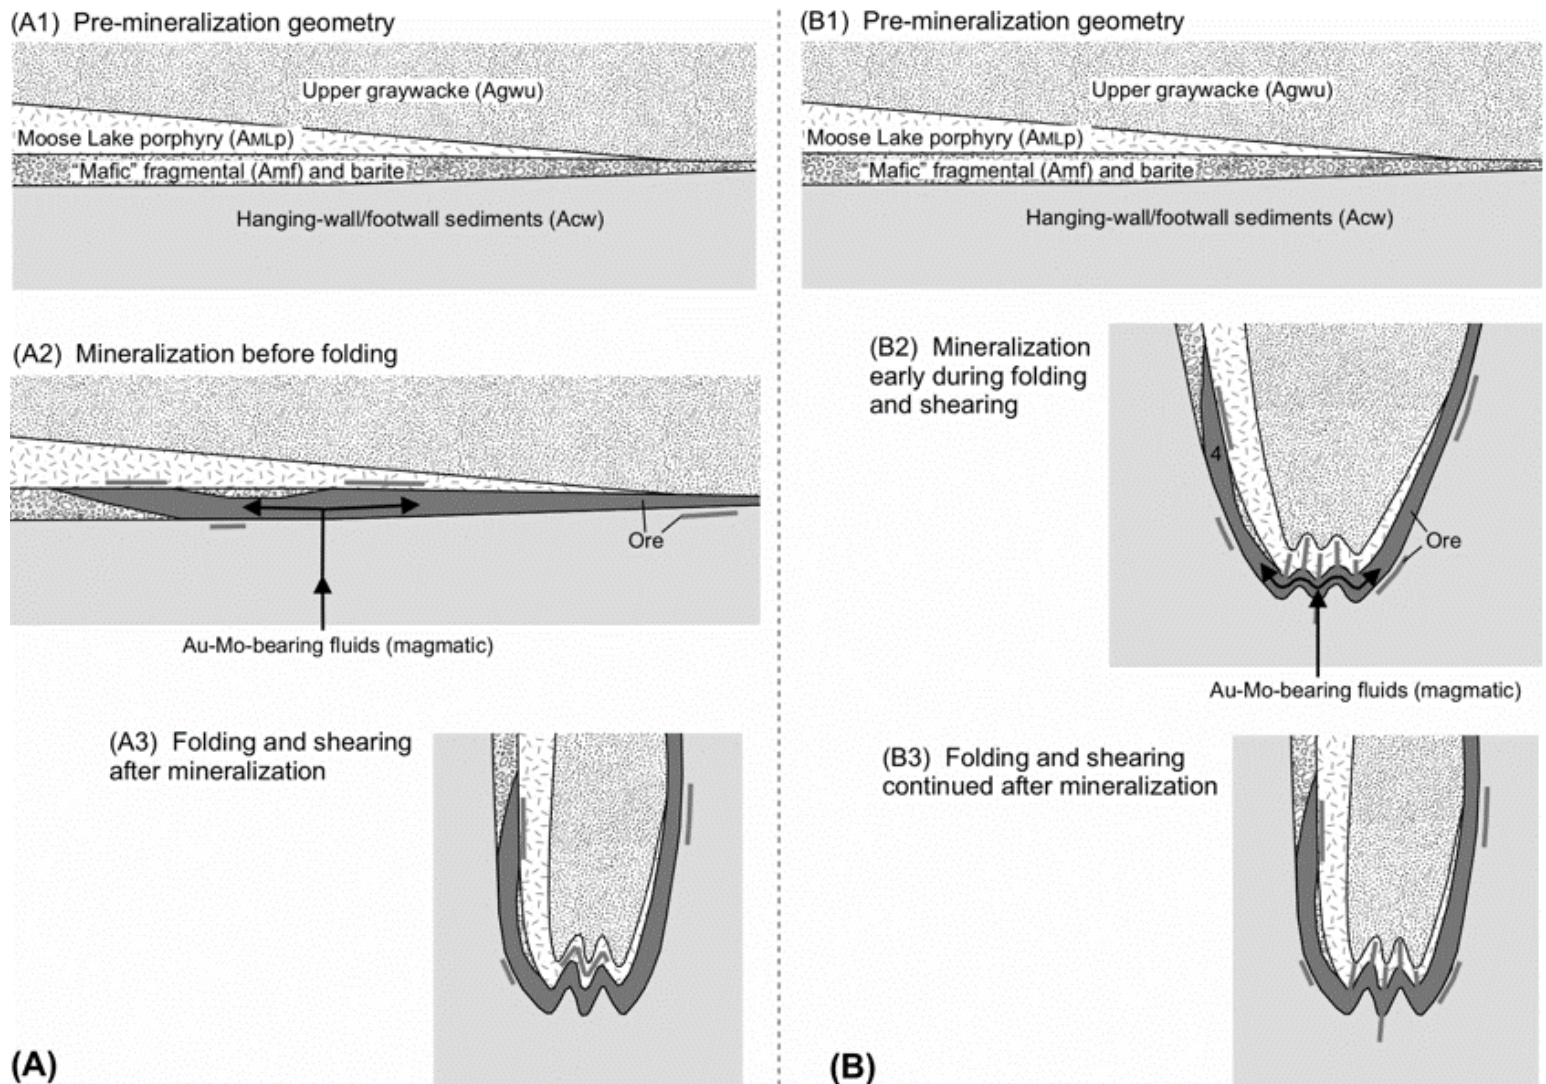 (A1) Pre-mineralization geometry
Upper graywacke (Agwu)
Moose Lake porphyry (AMLp)
"Mafic" fragmental (Amf) and barite
Hanging-wall/footwall sediments (Acw)
(A2) Mineralization before folding
Ore
Au-Mo-bearing fluids (magmatic)
(A3) Folding and shearing
after mineralization
(A)
(B1) Pre-mineralization geometry
Upper graywacke (Agwu)
Moose Lake porphyry (AMLp)
"Mafic" fragmental (Amf) and barite
Hanging-wall/footwall sediments (Acw)
(B2) Mineralization
early during folding
and shearing
4
Ore
Au-Mo-bearing fluids (magmatic)
(B3) Folding and shearing
continued after mineralization
(B)